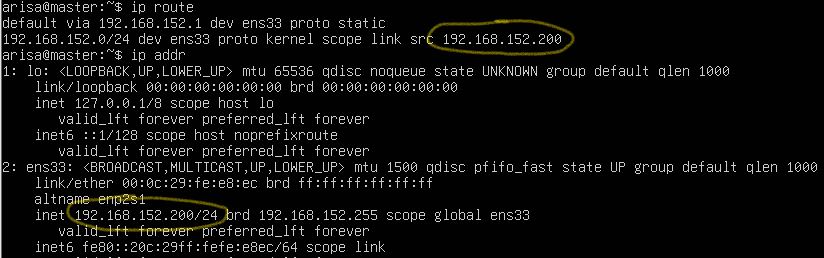 arisa@master:~$ ip route
default via 192.168.152.1 dev ens33 proto static
192.168.152.0/24 dev ens33 proto kernel scope link src 192.168.152.200
arisa@master:~$ ip addr
1: lo: <LOOPBACK,UP,LOWER_UP> mtu 65536 qdisc noqueue state UNKNOWN group default qlen 1000
link/loopback 00:00:00:00:00:00 brd 00:00:00:00:00:00
inet 127.0.0.1/8 scope host lo
valid_lft forever preferred_lft forever
inet6 ::1/128 scope host noprefixroute
valid_lft forever preferred_lft forever
2: ens33: <BROADCAST,MULTICAST,UP,LOWER_UP> mtu 1500 qdisc pfifo_fast state UP group default qlen 1000
link/ether 00:0c:29:fe:e8:ec brd ff:ff:ff:ff:ff:ff
altname enp2s1
inet 192.168.152.200/24 brd 192.168.152.255 scope global ens33
valid_lft forever preferred_lft forever
inet6 fe80::20c:29ff:fefe:e8ec/64 scope link